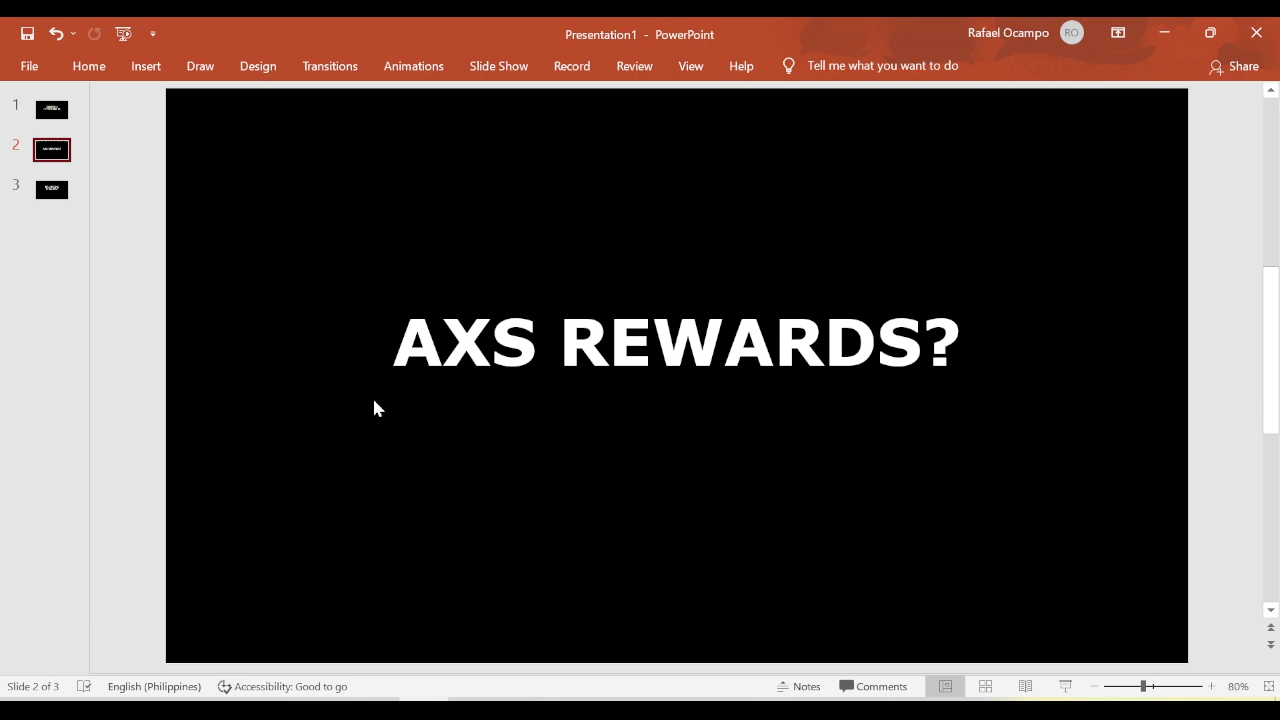 Presentation1 - PowerPoint
Rafael Ocampo RO
File Home Insert Draw Design Transitions Animations Slide Show Record Review View Help Tell me what you want to do Share
1
2
3
AXS REWARDS?
Slide 2 of 3 English (Philippines) Accessibility: Good to go Notes Comments 80%